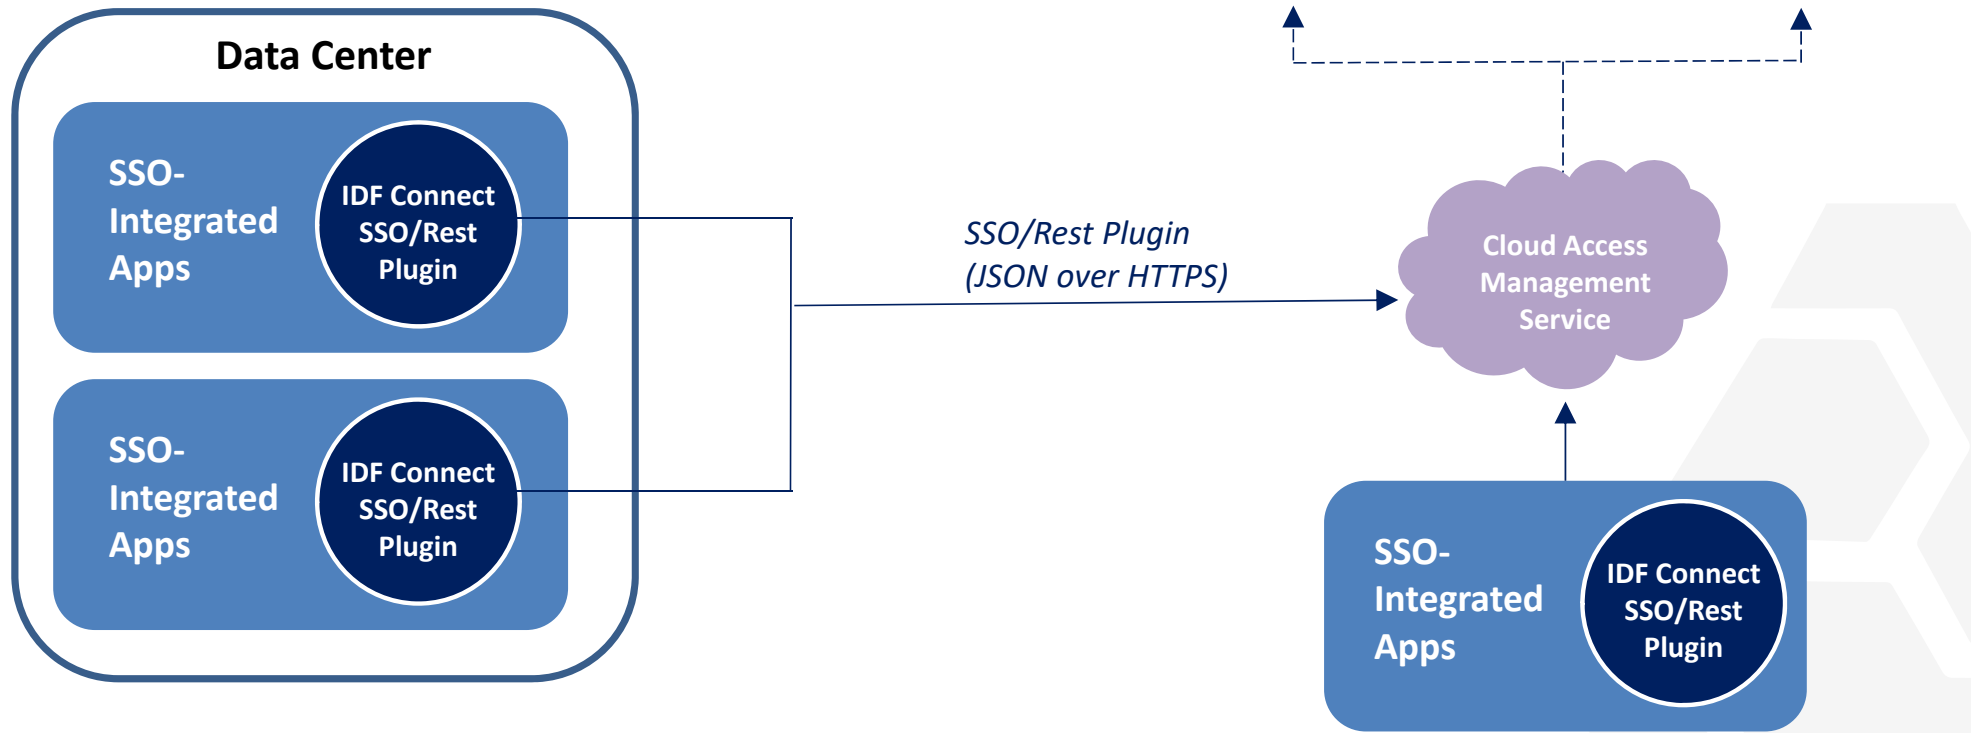 Data Center
SSO-
Integrated
Apps
IDF Connect
SSO/Rest
Plugin
SSO-
Integrated
Apps
IDF Connect
SSO/Rest
Plugin
SSO/Rest Plugin
(JSON over HTTPS)
Cloud Access
Management
Service
SSO-
Integrated
Apps
IDF Connect
SSO/Rest
Plugin